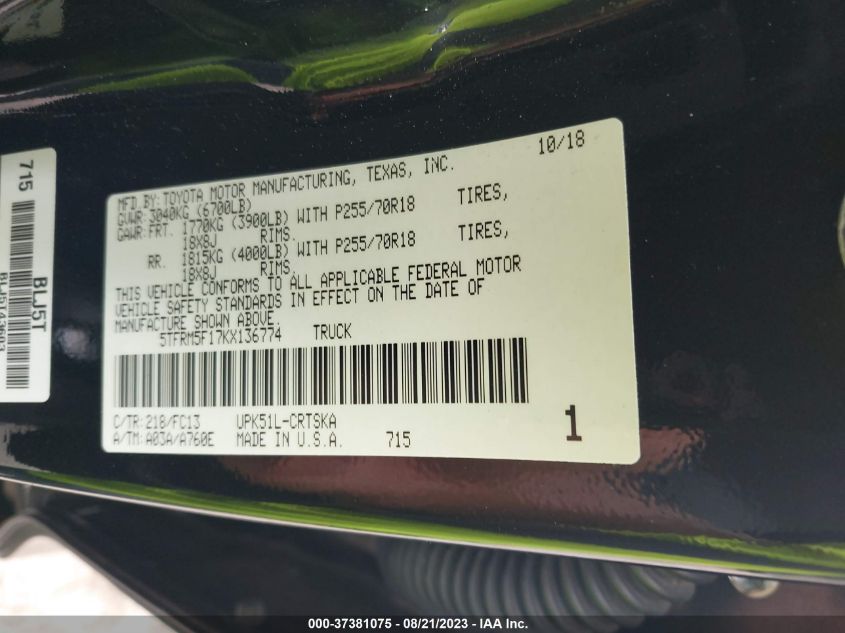 10/18
MFD.BY: TOYOTA MOTOR MANUFACTURING, TEXAS, INC.
GVWR: 3040KG (6700LB)
GAWR: FRT. 1770KG (3900LB) WITH P255/70R18 TIRES,
18X8J RIMS.
RR. 1815KG (4000LB) WITH P255/70R18 TIRES,
18X8J RIMS.
THIS VEHICLE CONFORMS TO ALL APPLICABLE FEDERAL MOTOR
VEHICLE SAFETY STANDARDS IN EFFECT ON THE DATE OF
MANUFACTURE SHOWN ABOVE.
5TFRM5F17KX136774 TRUCK
C/TR: 218/FC13 UPK51L-CRTSKA
A/TM: A03A/A760E MADE IN U.S.A. 715
1
715
BLJ5T
000-37381075 - 08/21/2023 - IAA Inc.